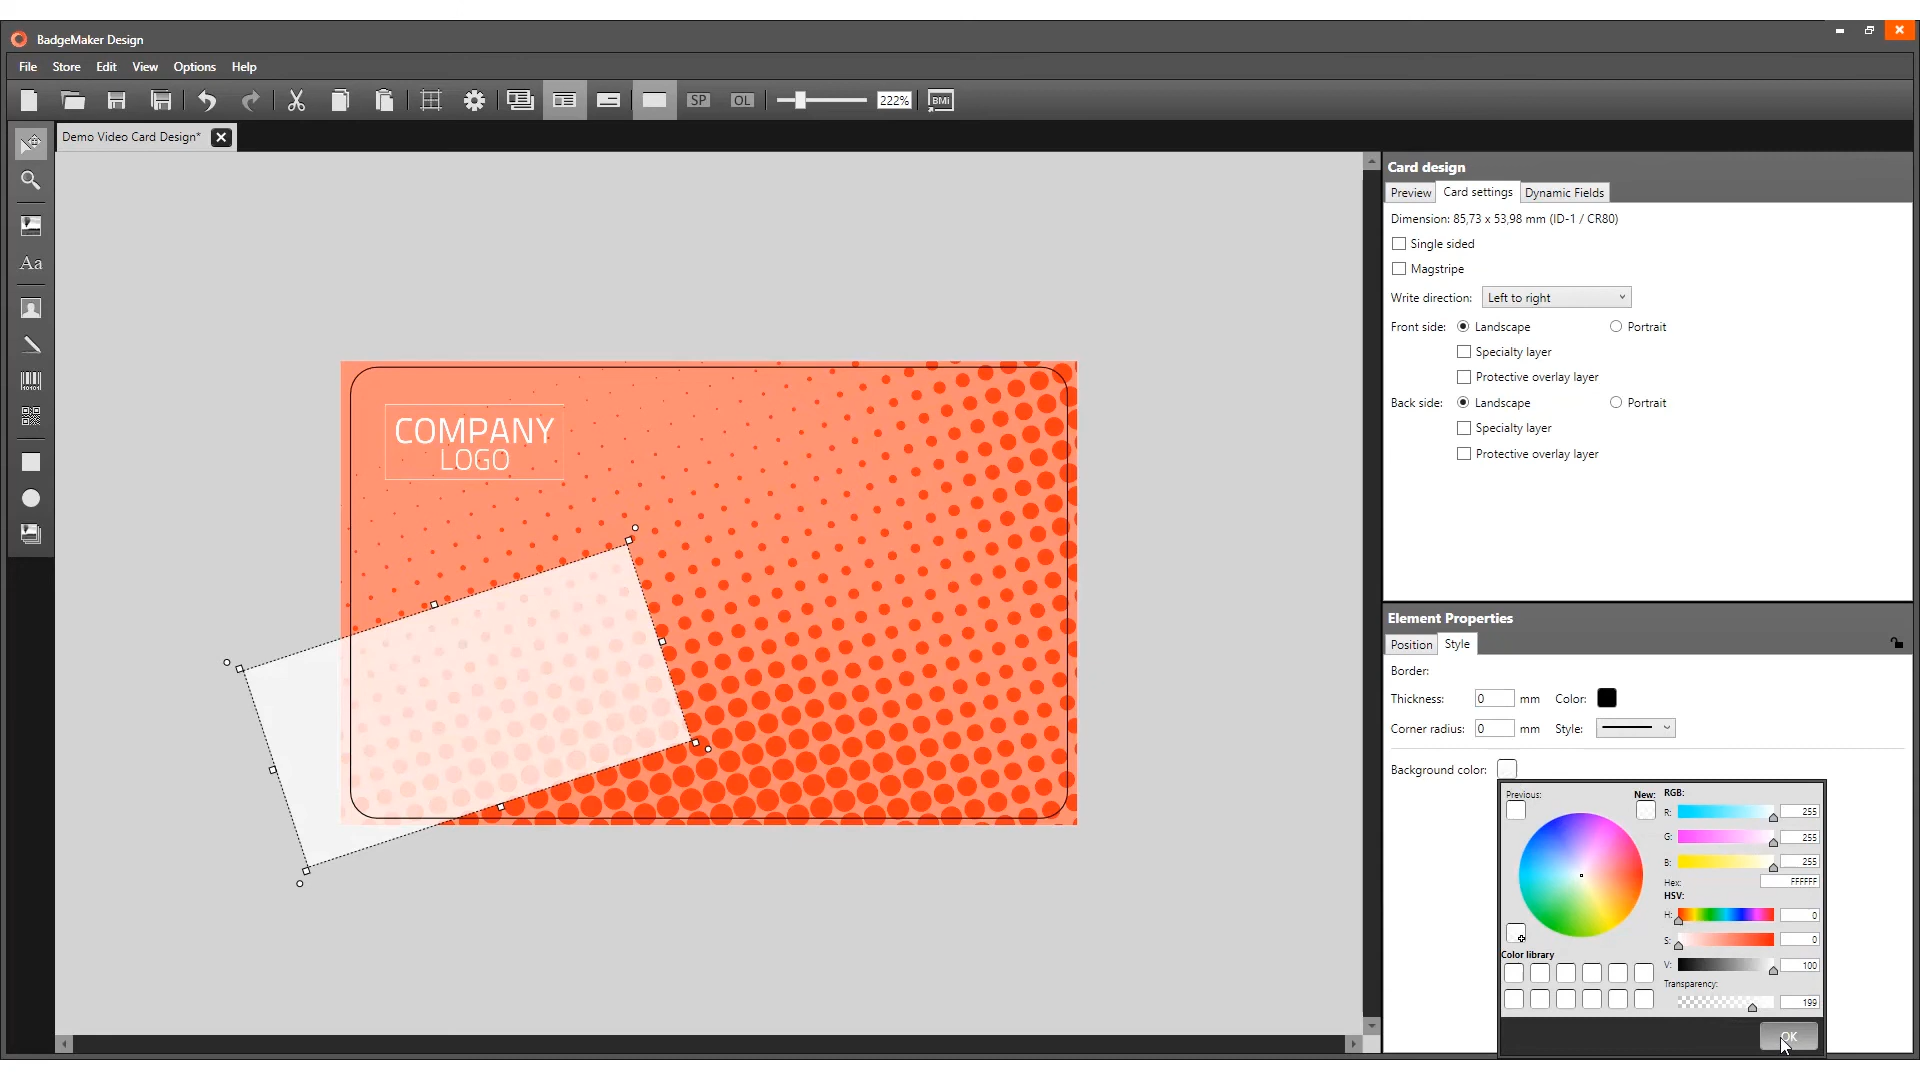 BadgeMaker Design
File Store Edit View Options Help
SP OL 222% BMi
Demo Video Card Design*
Aa
COMPANY
LOGO
Card design
Preview Card settings Dynamic Fields
Dimension: 85,73 x 53,98 mm (ID-1 / CR80)
Single sided
Magstripe
Write direction: Left to right
Front side: Landscape Portrait
Specialty layer
Protective overlay layer
Back side: Landscape Portrait
Specialty layer
Protective overlay layer
Element Properties
Position Style
Border:
Thickness: 0 mm Color:
Corner radius: 0 mm Style:
Background color:
Previous: New: RGB:
R: 255
G: 255
B: 255
Hex: FFFFFF
HSV:
H: 0
S: 0
Color library
V: 100
Transparency:
199
OK